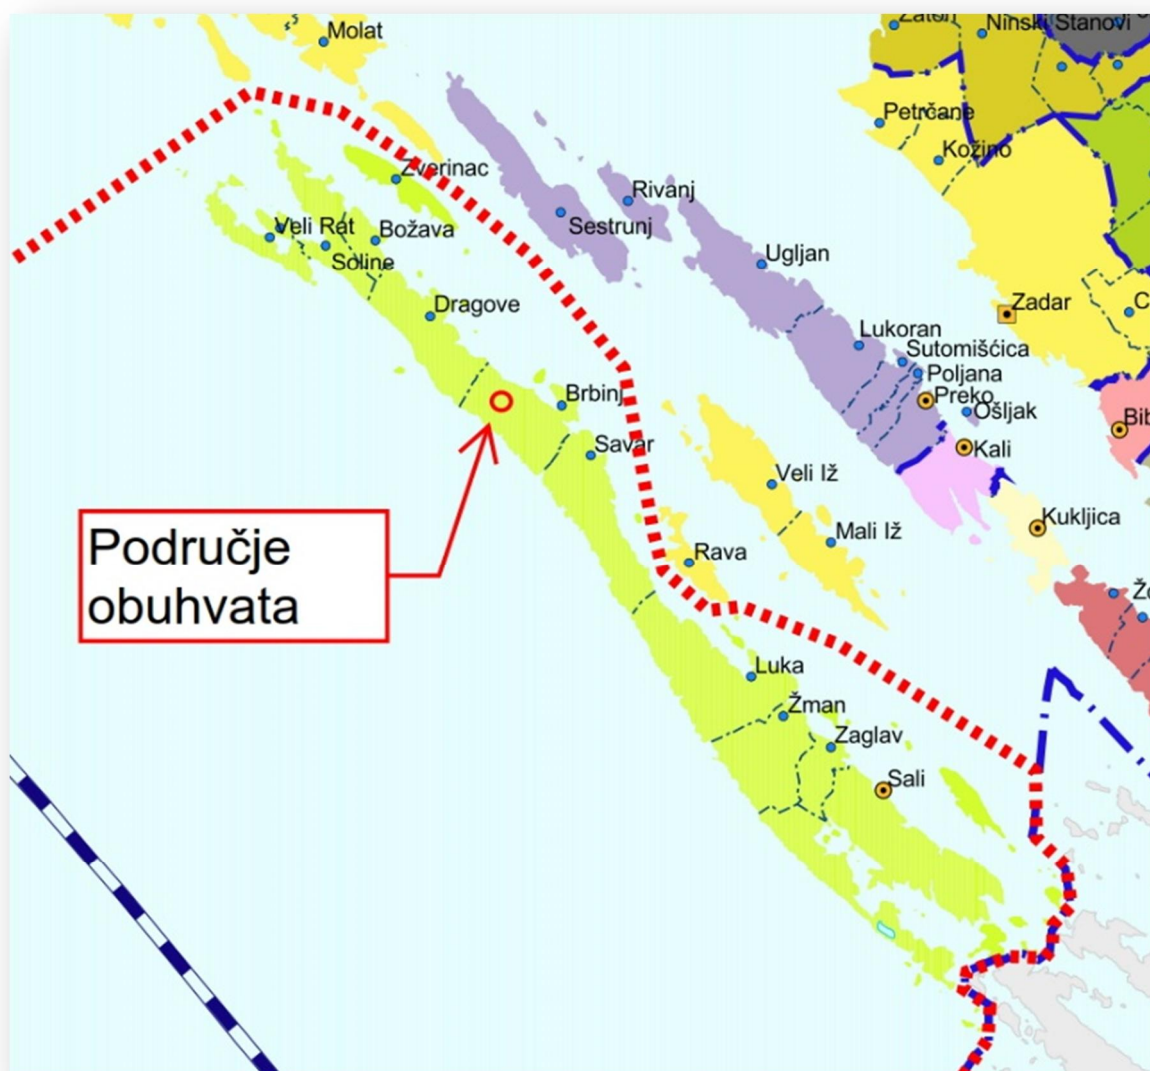 Zaton
Ninski Stanovi
Molat
Petrčane
Kožino
Zverinac
Rivanj
Sestrunj
Veli Rat
Božava
Soline
Ugljan
Dragove
Zadar
Lukoran
Sutomišćica
Poljana
Preko
Ošljak
Brbinj
Savar
Kali
Veli Iž
Kukljica
Mali Iž
Rava
Područje
obuhvata
Luka
Žman
Zaglav
Sali